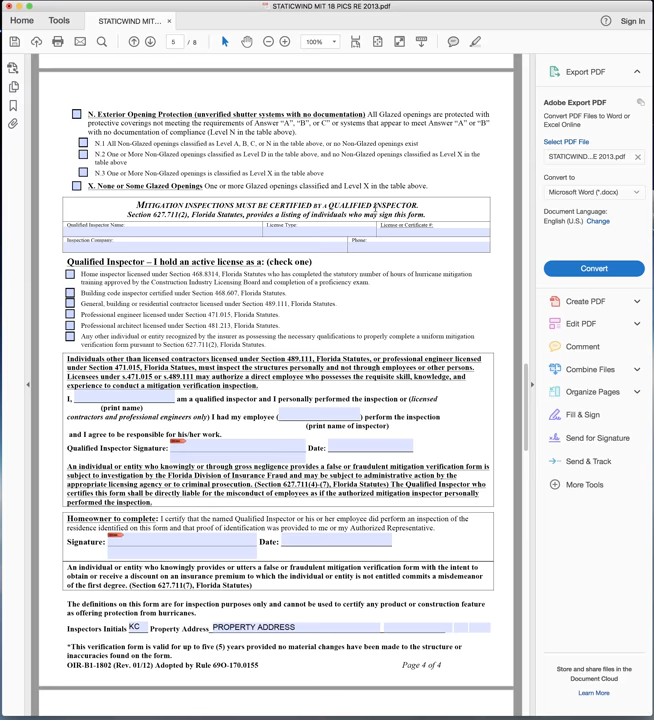 STATICWIND MIT 18 PICS RE 2013.pdf
Home
Tools
STATICWIND MIT...
×
Sign In
5
/ 8
100%
N. Exterior Opening Protection (unverified shutter systems with no documentation) All Glazed openings are protected with
protective coverings not meeting the requirements of Answer "A", "B", or C" or systems that appear to meet Answer "A" or "B"
with no documentation of compliance (Level N in the table above).
N.1 All Non-Glazed openings classified as Level A, B, C, or N in the table above, or no Non-Glazed openings exist
N.2 One or More Non-Glazed openings classified as Level D in the table above, and no Non-Glazed openings classified as Level X in the
table above
N.3 One or More Non-Glazed openings is classified as Level X in the table above
X. None or Some Glazed Openings One or more Glazed openings classified and Level X in the table above.
MITIGATION INSPECTIONS MUST BE CERTIFIED BY A QUALIFIED INSPECTOR.
Section 627.711(2), Florida Statutes, provides a listing of individuals who may sign this form.
Qualified Inspector Name:
License Type:
License or Certificate #:
Inspection Company:
Phone:
Qualified Inspector – I hold an active license as a: (check one)
Home inspector licensed under Section 468.8314, Florida Statutes who has completed the statutory number of hours of hurricane mitigation
training approved by the Construction Industry Licensing Board and completion of a proficiency exam.
Building code inspector certified under Section 468.607, Florida Statutes.
General, building or residential contractor licensed under Section 489.111, Florida Statutes.
Professional engineer licensed under Section 471.015, Florida Statutes.
Professional architect licensed under Section 481.213, Florida Statutes.
Any other individual or entity recognized by the insurer as possessing the necessary qualifications to properly complete a uniform mitigation
verification form pursuant to Section 627.711(2), Florida Statutes.
Individuals other than licensed contractors licensed under Section 489.111, Florida Statutes, or professional engineer licensed
under Section 471.015, Florida Statues, must inspect the structures personally and not through employees or other persons.
Licensees under s.471.015 or s.489.111 may authorize a direct employee who possesses the requisite skill, knowledge, and
experience to conduct a mitigation verification inspection.
I, am a qualified inspector and I personally performed the inspection or (licensed
(print name)
contractors and professional engineers only) I had my employee ( ) perform the inspection
(print name of inspector)
and I agree to be responsible for his/her work.
Qualified Inspector Signature: Date:
An individual or entity who knowingly or through gross negligence provides a false or fraudulent mitigation verification form is
subject to investigation by the Florida Division of Insurance Fraud and may be subject to administrative action by the
appropriate licensing agency or to criminal prosecution. (Section 627.711(4)-(7), Florida Statutes) The Qualified Inspector who
certifies this form shall be directly liable for the misconduct of employees as if the authorized mitigation inspector personally
performed the inspection.
Homeowner to complete: I certify that the named Qualified Inspector or his or her employee did perform an inspection of the
residence identified on this form and that proof of identification was provided to me or my Authorized Representative.
Signature: Date:
An individual or entity who knowingly provides or utters a false or fraudulent mitigation verification form with the intent to
obtain or receive a discount on an insurance premium to which the individual or entity is not entitled commits a misdemeanor
of the first degree. (Section 627.711(7), Florida Statutes)
The definitions on this form are for inspection purposes only and cannot be used to certify any product or construction feature
as offering protection from hurricanes.
Inspectors Initials KC Property Address PROPERTY ADDRESS
*This verification form is valid for up to five (5) years provided no material changes have been made to the structure or
inaccuracies found on the form.
OIR-B1-1802 (Rev. 01/12) Adopted by Rule 69O-170.0155
Page 4 of 4
Export PDF
Adobe Export PDF
Convert PDF Files to Word or
Excel Online
Select PDF File
STATICWIND...E 2013.pdf
Convert to
Microsoft Word (*.docx)
Document Language:
English (U.S.) Change
Convert
Create PDF
Edit PDF
Comment
Combine Files
Organize Pages
Fill & Sign
Send for Signature
Send & Track
More Tools
Store and share files in the
Document Cloud
Learn More